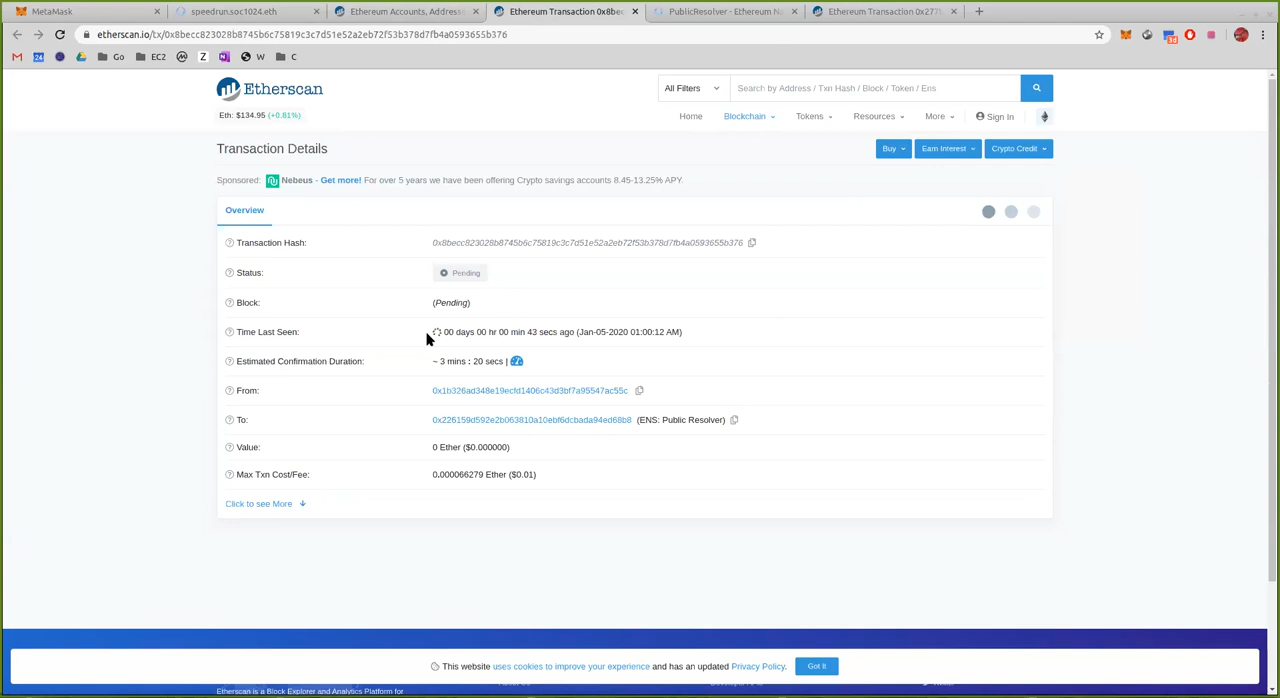 MetaMask
speedrun.soc1024.eth
Ethereum Accounts, Addresse
Ethereum Transaction 0x8bec
PublicResolver - Ethereum Na
Ethereum Transaction 0x277f
etherscan.io/tx/0x8becc823028b8745b6c75819c3c7d51e52a2eb72f53b378d7fb4a0593655b376
Go
EC2
Z
W
C
Etherscan
All Filters
Search by Address / Txn Hash / Block / Token / Ens
Eth: $134.95 (+0.81%)
Home
Blockchain
Tokens
Resources
More
Sign In
Transaction Details
Buy
Earn Interest
Crypto Credit
Sponsored: Nebeus - Get more! For over 5 years we have been offering Crypto savings accounts 8.45-13.25% APY.
Overview
Transaction Hash: 0x8becc823028b8745b6c75819c3c7d51e52a2eb72f53b378d7fb4a0593655b376
Status: Pending
Block: (Pending)
Time Last Seen: 00 days 00 hr 00 min 43 secs ago (Jan-05-2020 01:00:12 AM)
Estimated Confirmation Duration: ~ 3 mins : 20 secs |
From: 0x1b326ad348e19ecfd1406c43d3bf7a95547ac55c
To: 0x226159d592e2b063810a10ebf6dcbada94ed68b8 (ENS: Public Resolver)
Value: 0 Ether ($0.000000)
Max Txn Cost/Fee: 0.000066279 Ether ($0.01)
Click to see More
This website uses cookies to improve your experience and has an updated Privacy Policy.
Got It
Etherscan is a Block Explorer and Analytics Platform for